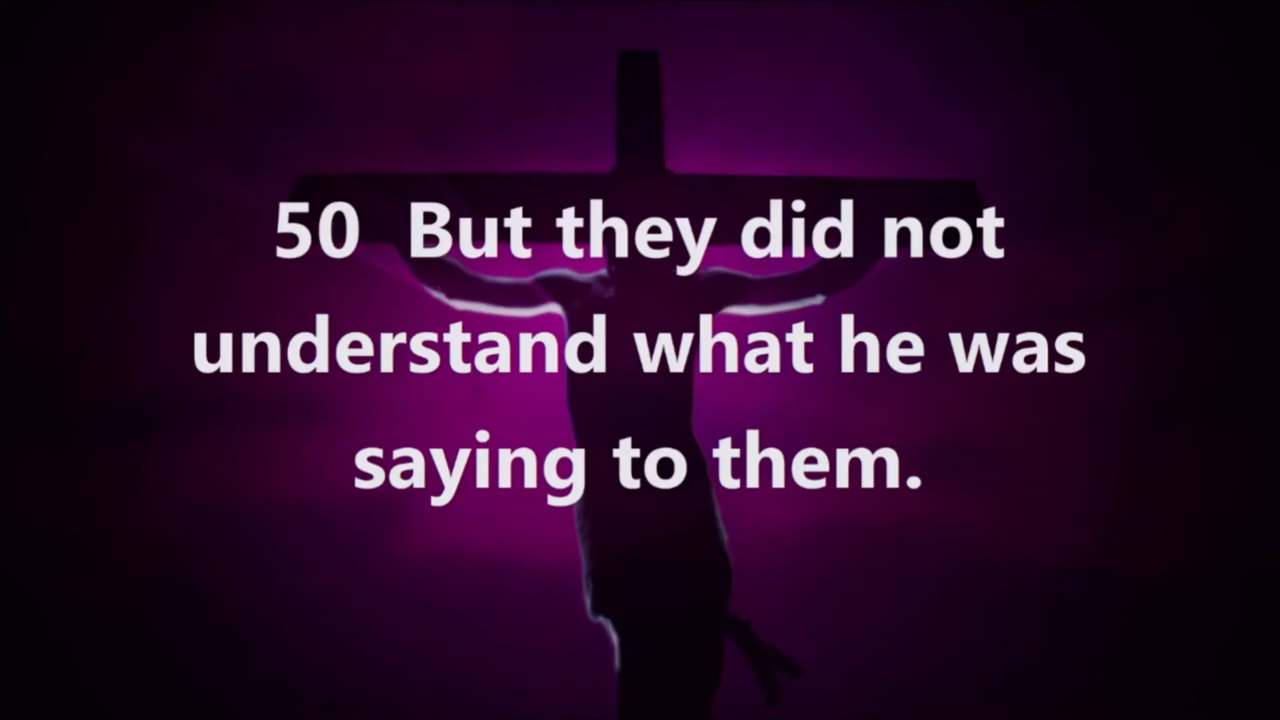 50 But they did not
understand what he was
saying to them.